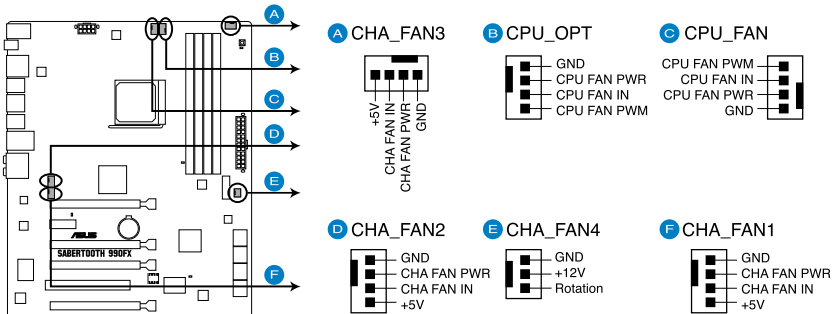 A
B
C
D
E
F
ASUS
SABERTOOTH 990FX
A CHA_FAN3
+5V
CHA FAN IN
CHA FAN PWR
GND
B CPU_OPT
GND
CPU FAN PWR
CPU FAN IN
CPU FAN PWM
C CPU_FAN
CPU FAN PWM
CPU FAN IN
CPU FAN PWR
GND
D CHA_FAN2
GND
CHA FAN PWR
CHA FAN IN
+5V
E CHA_FAN4
GND
+12V
Rotation
F CHA_FAN1
GND
CHA FAN PWR
CHA FAN IN
+5V